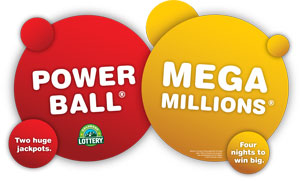 POWER
BALL®
MEGA
MILLIONS®
LOTTERY
Two huge
jackpots.
Four
nights to
win big.